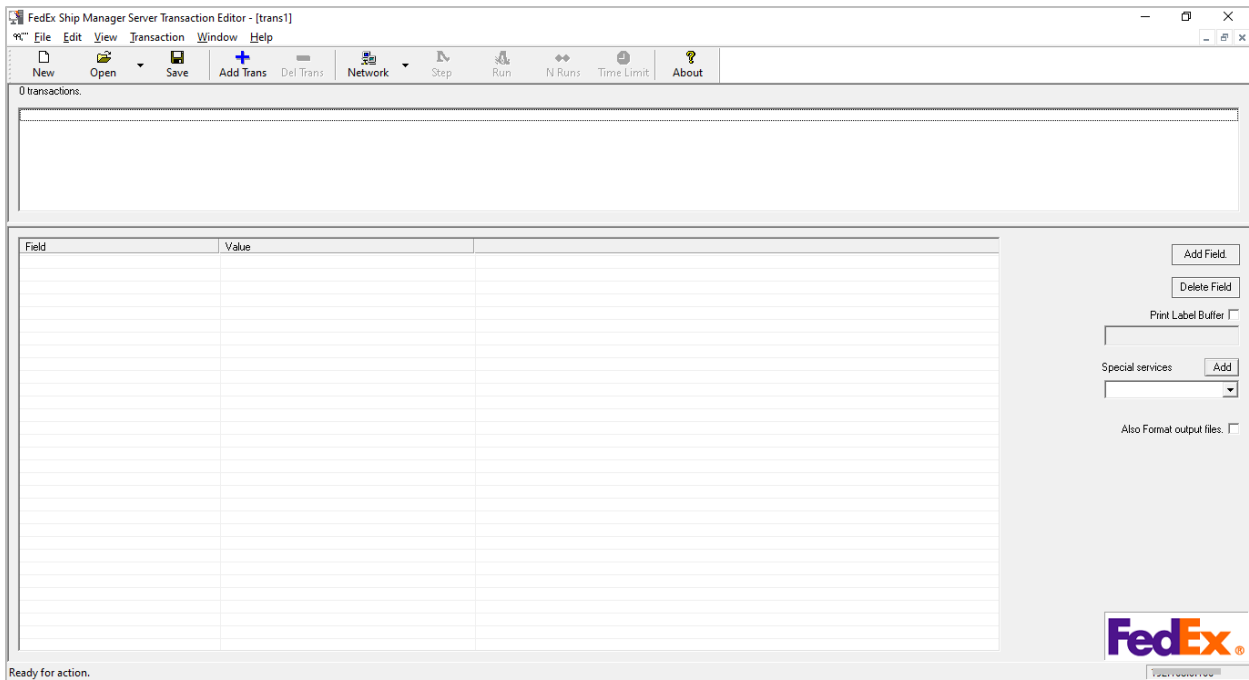 FedEx Ship Manager Server Transaction Editor - [trans1]
File Edit View Transaction Window Help
New Open Save Add Trans Del Trans Network Step Run N Runs Time Limit About
0 transactions.
Field Value
Add Field.
Delete Field
Print Label Buffer
Special services Add
Also Format output files.
FedEx®
Ready for action.